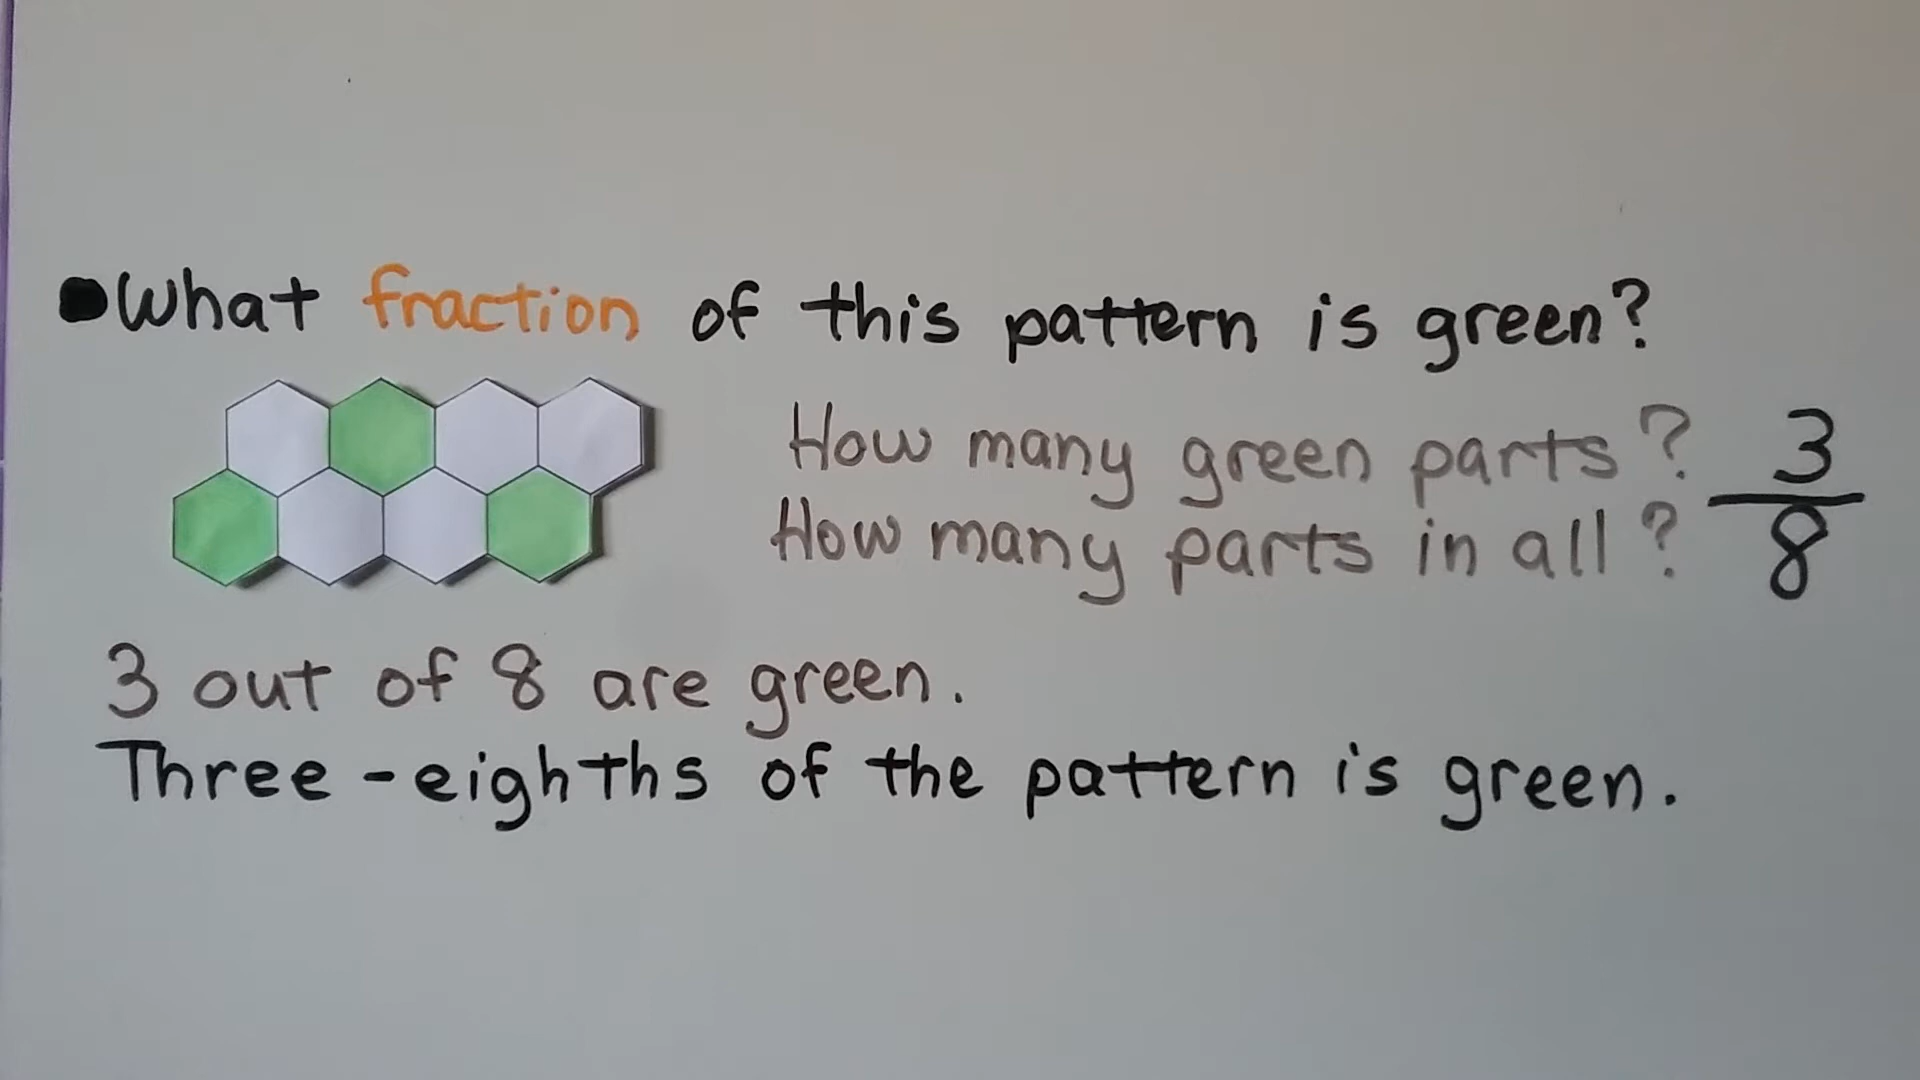 What fraction of this pattern is green?
How many green parts? 3
How many parts in all? 8
3 out of 8 are green.
Three-eighths of the pattern is green.